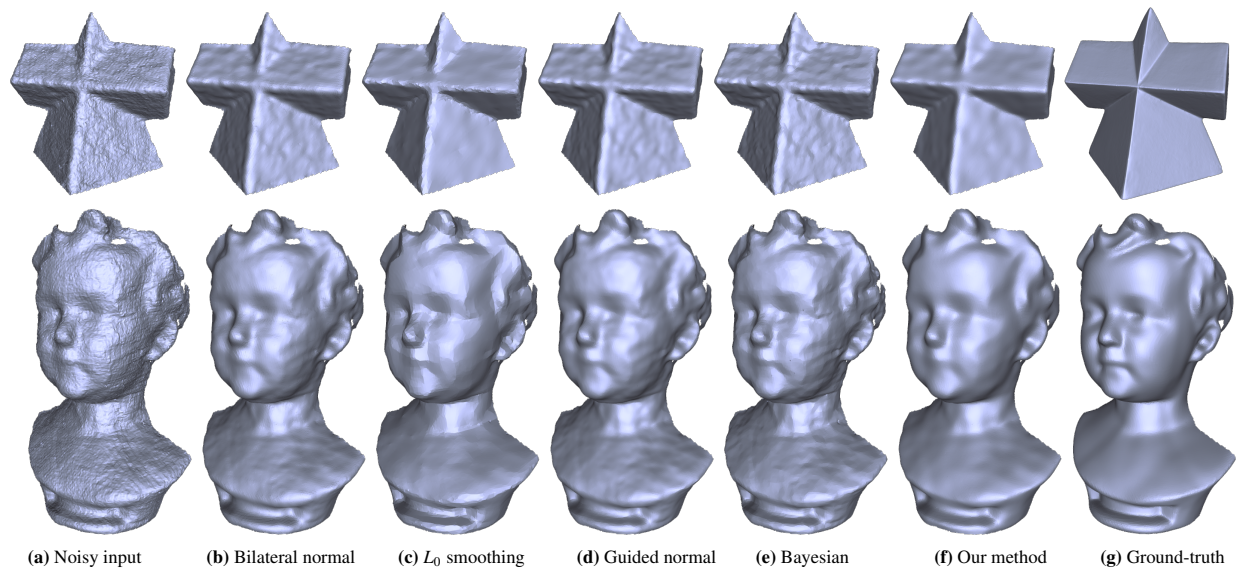 (a) Noisy input (b) Bilateral normal (c) L₀ smoothing (d) Guided normal (e) Bayesian (f) Our method (g) Ground-truth